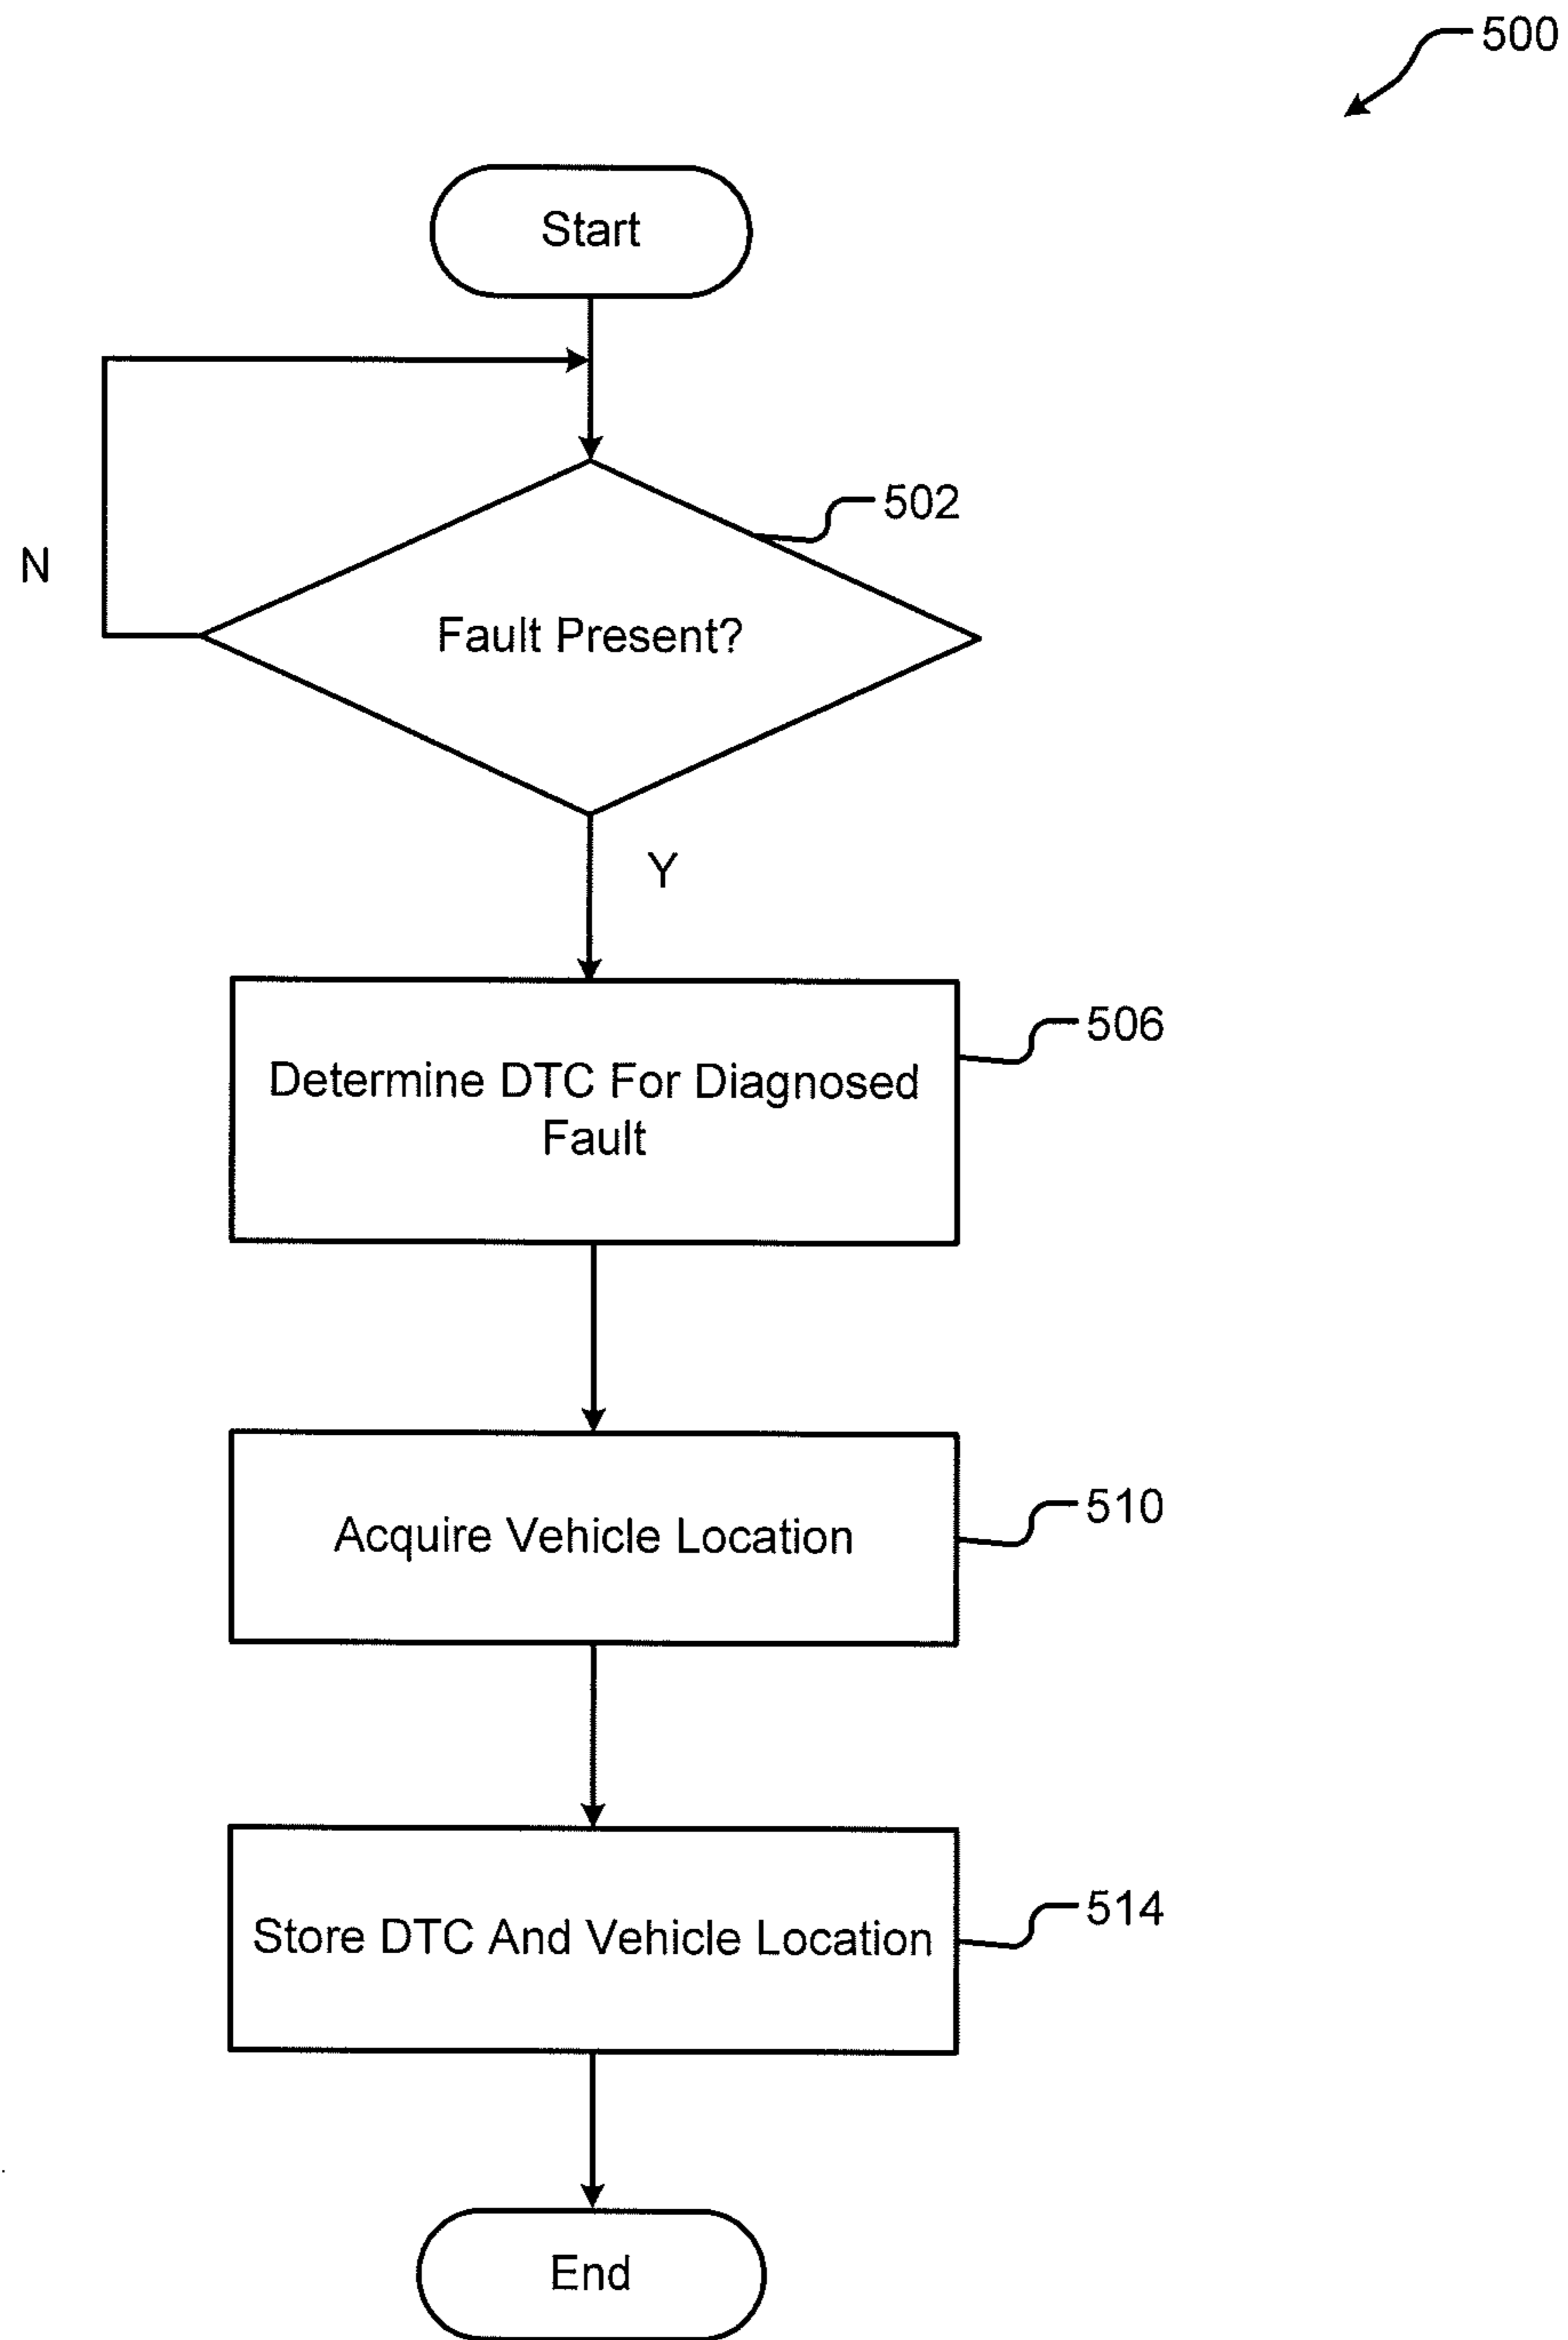 500
Start
502
N
Fault Present?
Y
506
Determine DTC For Diagnosed
Fault
510
Acquire Vehicle Location
514
Store DTC And Vehicle Location
End